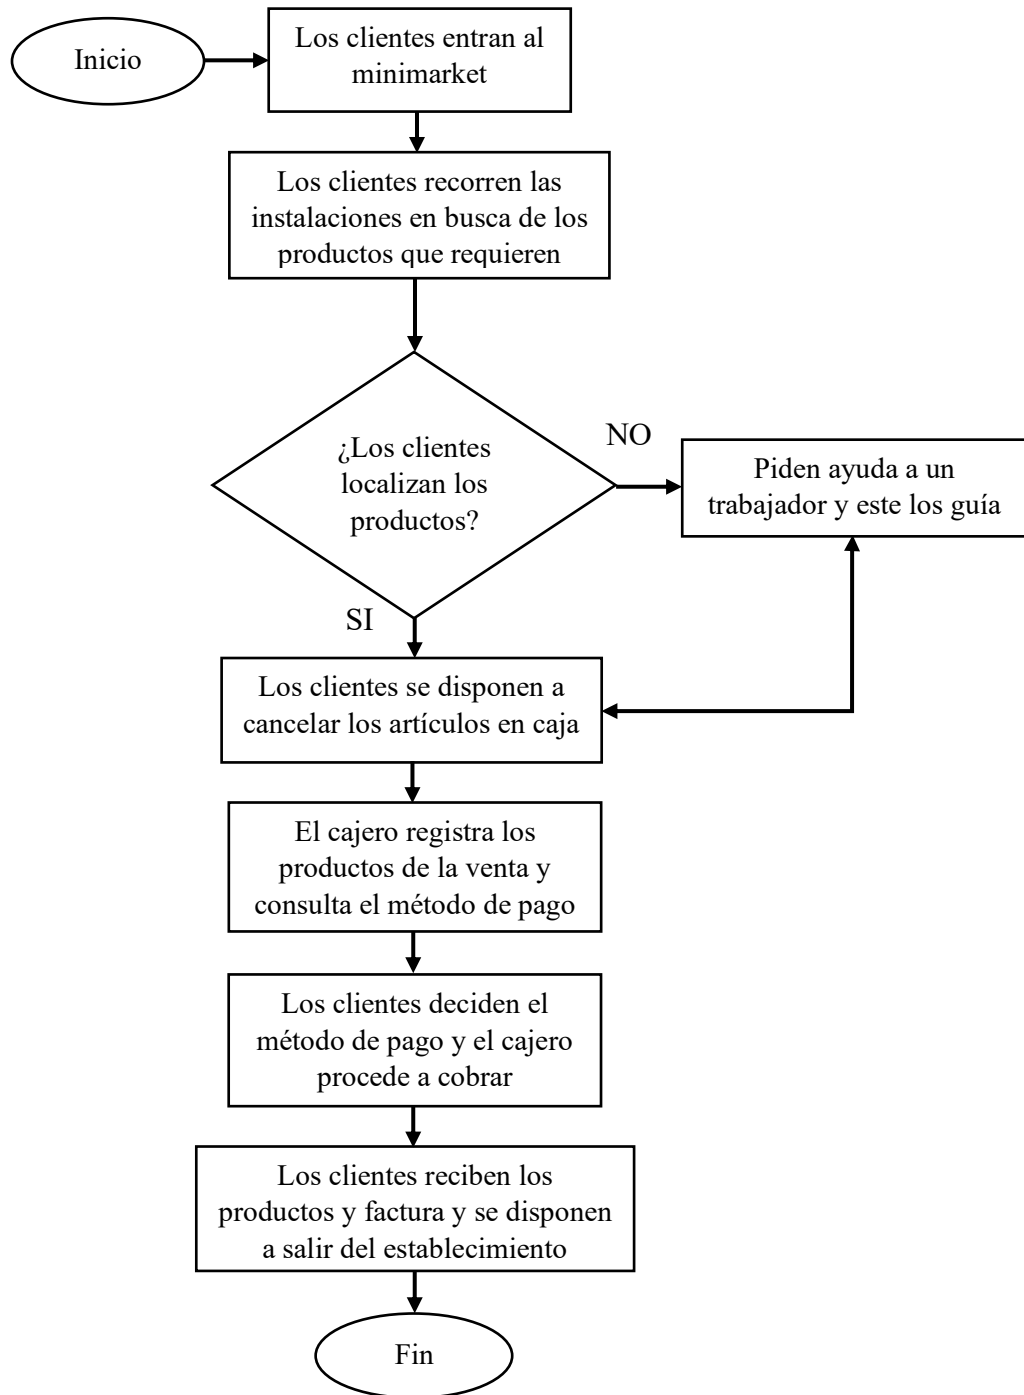 Inicio
Los clientes entran al
minimarket
Los clientes recorren las
instalaciones en busca de los
productos que requieren
¿Los clientes
localizan los
productos?
NO
Piden ayuda a un
trabajador y este los guía
SI
Los clientes se disponen a
cancelar los artículos en caja
El cajero registra los
productos de la venta y
consulta el método de pago
Los clientes deciden el
método de pago y el cajero
procede a cobrar
Los clientes reciben los
productos y factura y se disponen
a salir del establecimiento
Fin